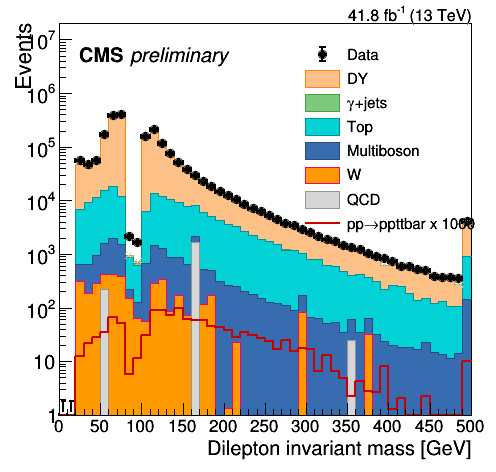 41.8 fb⁻¹ (13 TeV)
Events
CMS preliminary
Data
DY
γ+jets
Top
Multiboson
W
QCD
pp→ppttbar x 1000
10⁷
10⁶
10⁵
10⁴
10³
10²
10
1
0 50 100 150 200 250 300 350 400 450 500
Dilepton invariant mass [GeV]